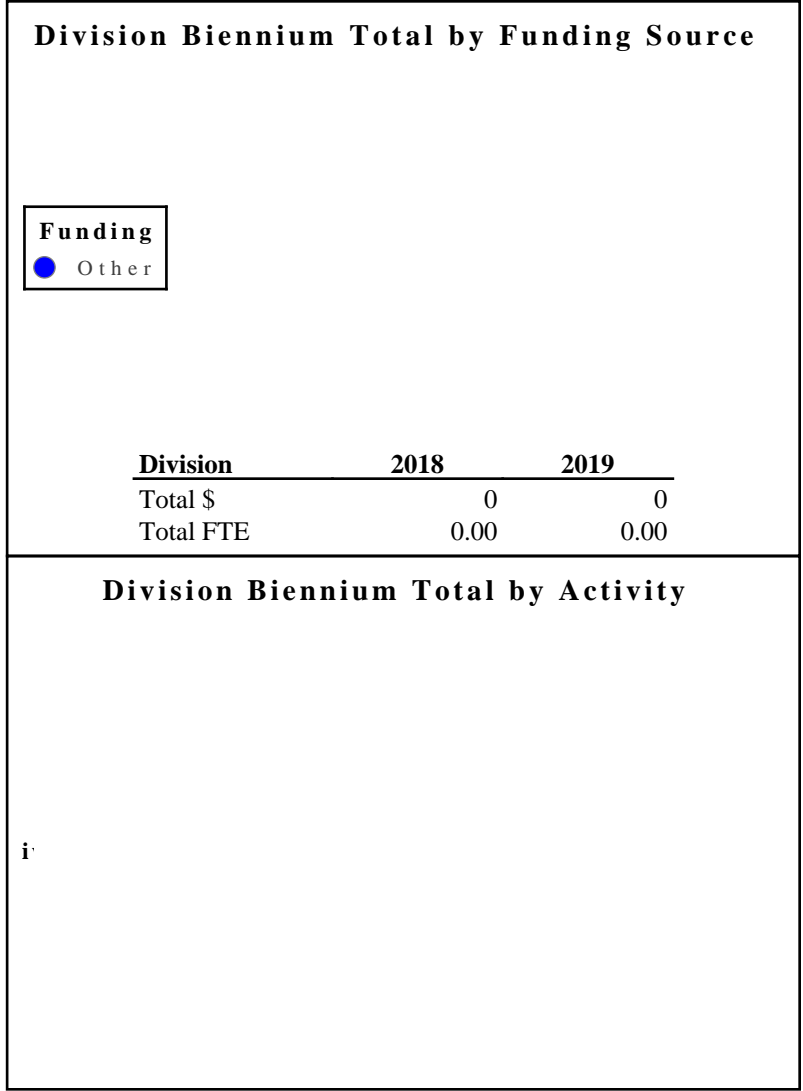 Division Biennium Total by Funding Source
Funding
Other
Division 2018 2019
Total $ 0 0
Total FTE 0.00 0.00
Division Biennium Total by Activity